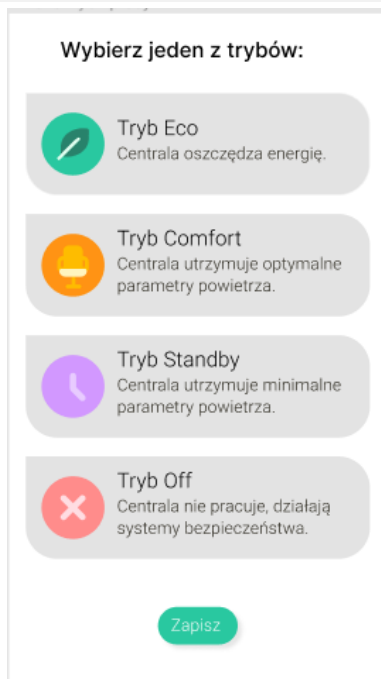 Wybierz jeden z trybów:
Tryb Eco
Centrala oszczędza energię.
Tryb Comfort
Centrala utrzymuje optymalne
parametry powietrza.
Tryb Standby
Centrala utrzymuje minimalne
parametry powietrza.
Tryb Off
Centrala nie pracuje, działają
systemy bezpieczeństwa.
Zapisz